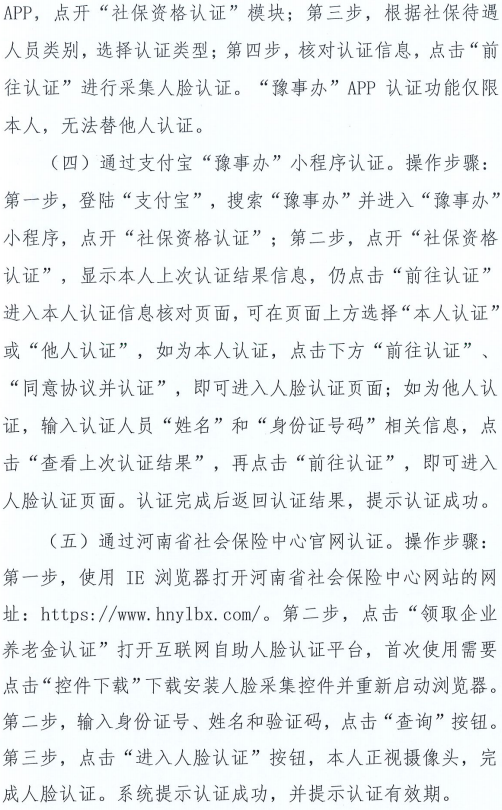 APP，点开“社保资格认证”模块；第三步，根据社保待遇
人员类别，选择认证类型；第四步，核对认证信息，点击“前
往认证”进行采集人脸认证。“豫事办”APP 认证功能仅限
本人，无法替他人认证。
（四）通过支付宝“豫事办”小程序认证。操作步骤：
第一步，登陆“支付宝”，搜索“豫事办”并进入“豫事办”
小程序，点开“社保资格认证”；第二步，点开“社保资格
认证”，显示本人上次认证结果信息，仍点击“前往认证”
进入本人认证信息核对页面，可在页面上方选择“本人认证”
或“他人认证”，如为本人认证，点击下方“前往认证”、
“同意协议并认证”，即可进入人脸认证页面；如为他人认
证，输入认证人员“姓名”和“身份证号码”相关信息，点
击“查看上次认证结果”，再点击“前往认证”，即可进入
人脸认证页面。认证完成后返回认证结果，提示认证成功。
（五）通过河南省社会保险中心官网认证。操作步骤：
第一步，使用 IE 浏览器打开河南省社会保险中心网站的网
址：https://www.hnylbx.com/。第二步，点击“领取企业
养老金认证”打开互联网自助人脸认证平台，首次使用需要
点击“控件下载”下载安装人脸采集控件并重新启动浏览器。
第二步，输入身份证号、姓名和验证码，点击“查询”按钮。
第三步，点击“进入人脸认证”按钮，本人正视摄像头，完
成人脸认证。系统提示认证成功，并提示认证有效期。